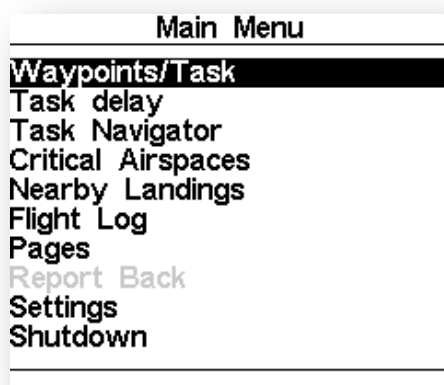 Main Menu
Waypoints/Task
Task delay
Task Navigator
Critical Airspaces
Nearby Landings
Flight Log
Pages
Report Back
Settings
Shutdown